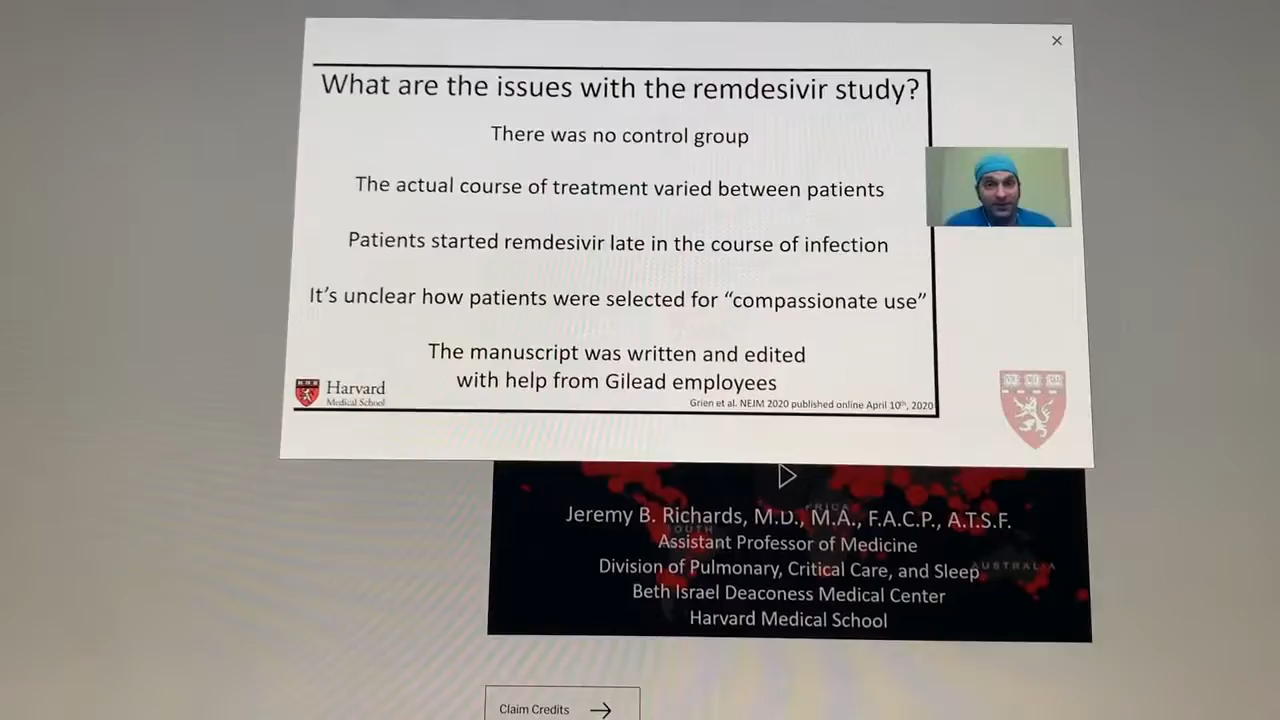 What are the issues with the remdesivir study?
There was no control group
The actual course of treatment varied between patients
Patients started remdesivir late in the course of infection
It's unclear how patients were selected for “compassionate use”
The manuscript was written and edited
with help from Gilead employees
Harvard
Medical School
Grien et al. NEJM 2020 published online April 10th, 2020
Jeremy B. Richards, M.D., M.A., F.A.C.P., A.T.S.F.
SOUTH
Assistant Professor of Medicine
Division of Pulmonary, Critical Care, and Sleep
AUSTRALIA
Beth Israel Deaconess Medical Center
Harvard Medical School
Claim Credits